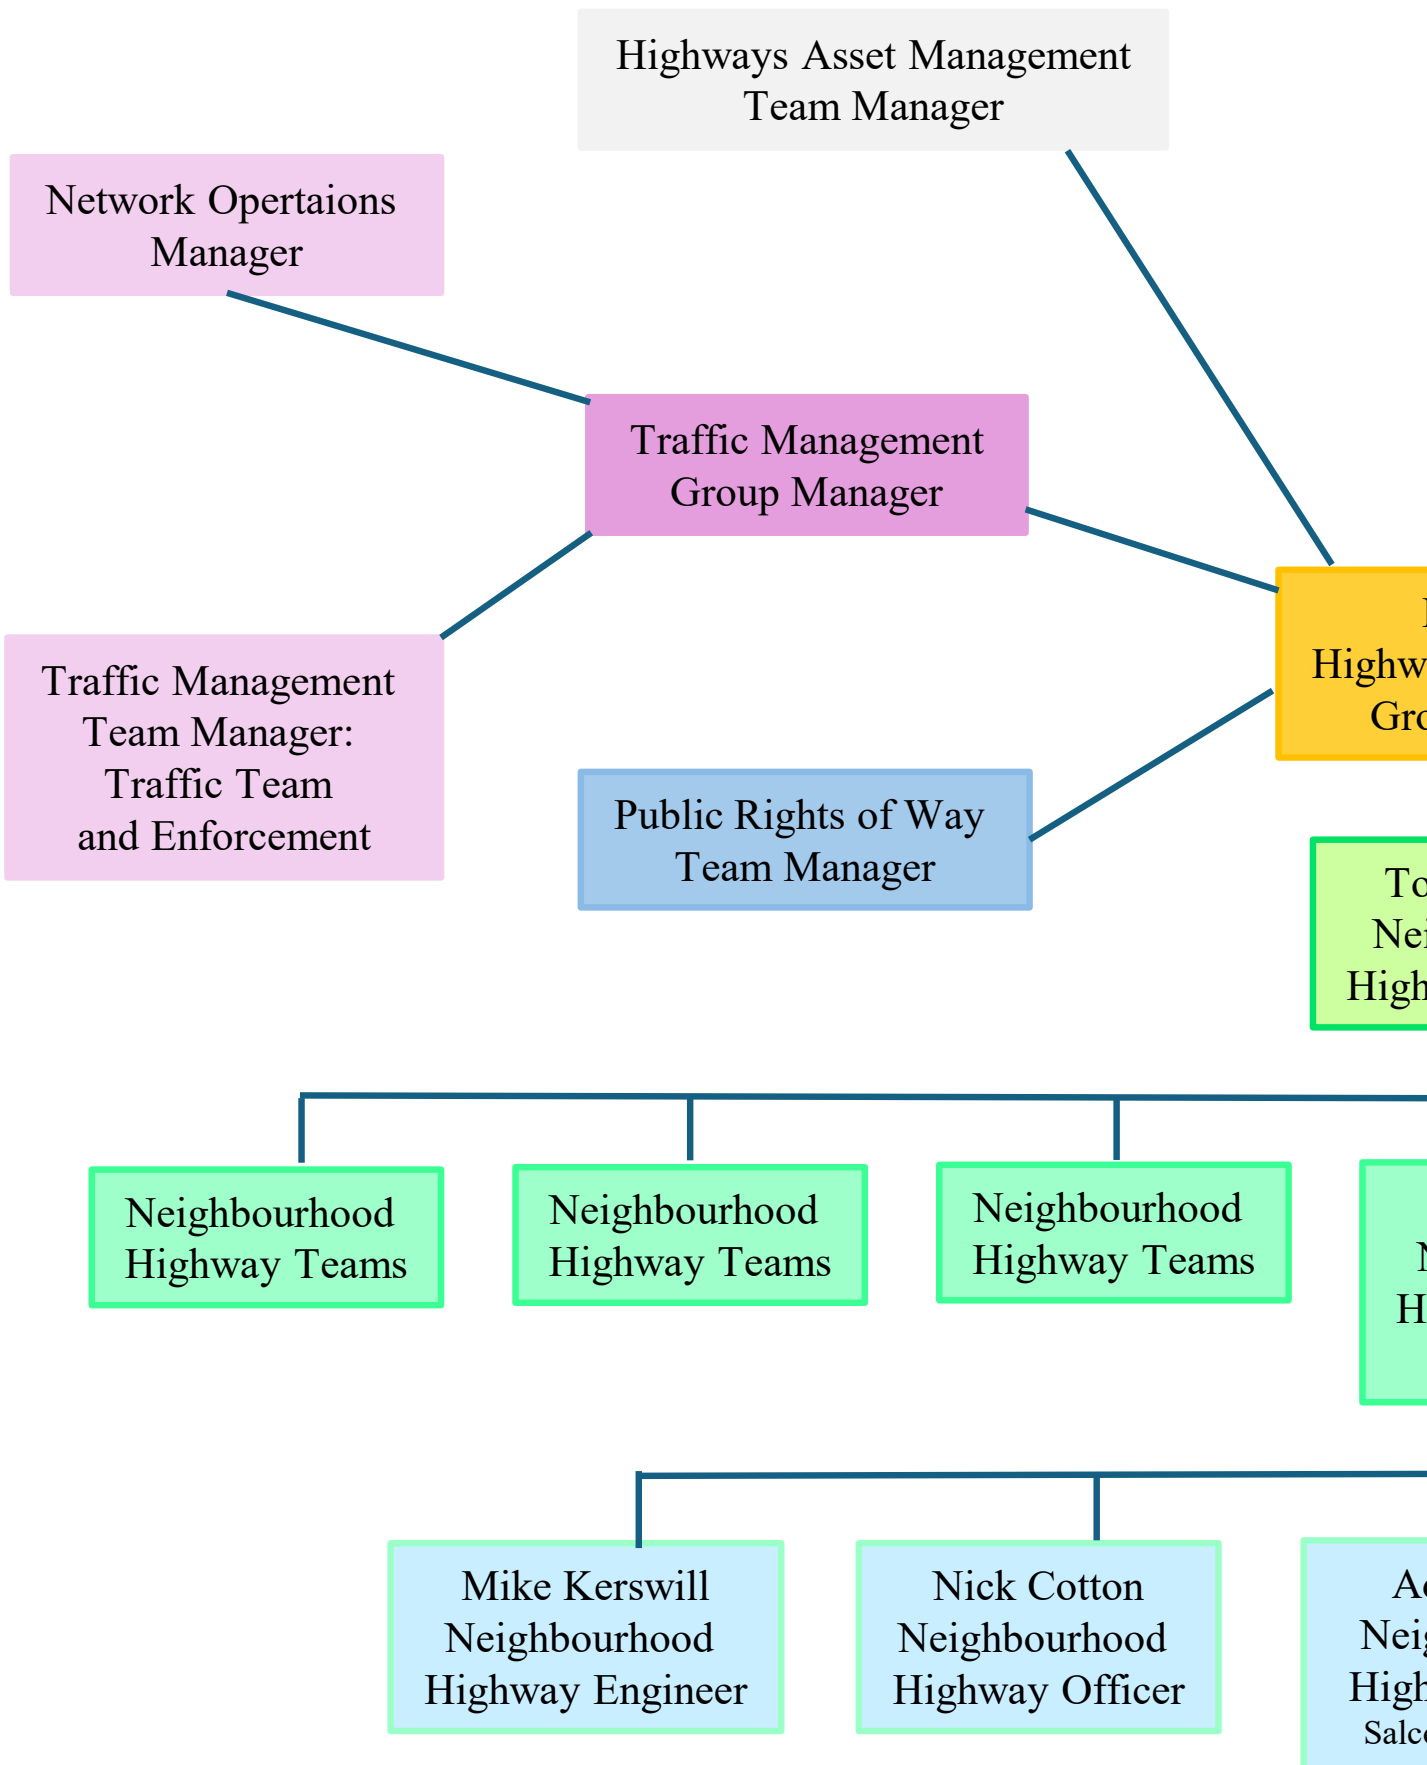 Highways Asset Management
Team Manager
Network Opertaions
Manager
Traffic Management
Group Manager
Traffic Management
Team Manager:
Traffic Team
and Enforcement
Public Rights of Way
Team Manager
Neighbourhood
Highway Teams
Neighbourhood
Highway Teams
Neighbourhood
Highway Teams
Mike Kerswill
Neighbourhood
Highway Engineer
Nick Cotton
Neighbourhood
Highway Officer